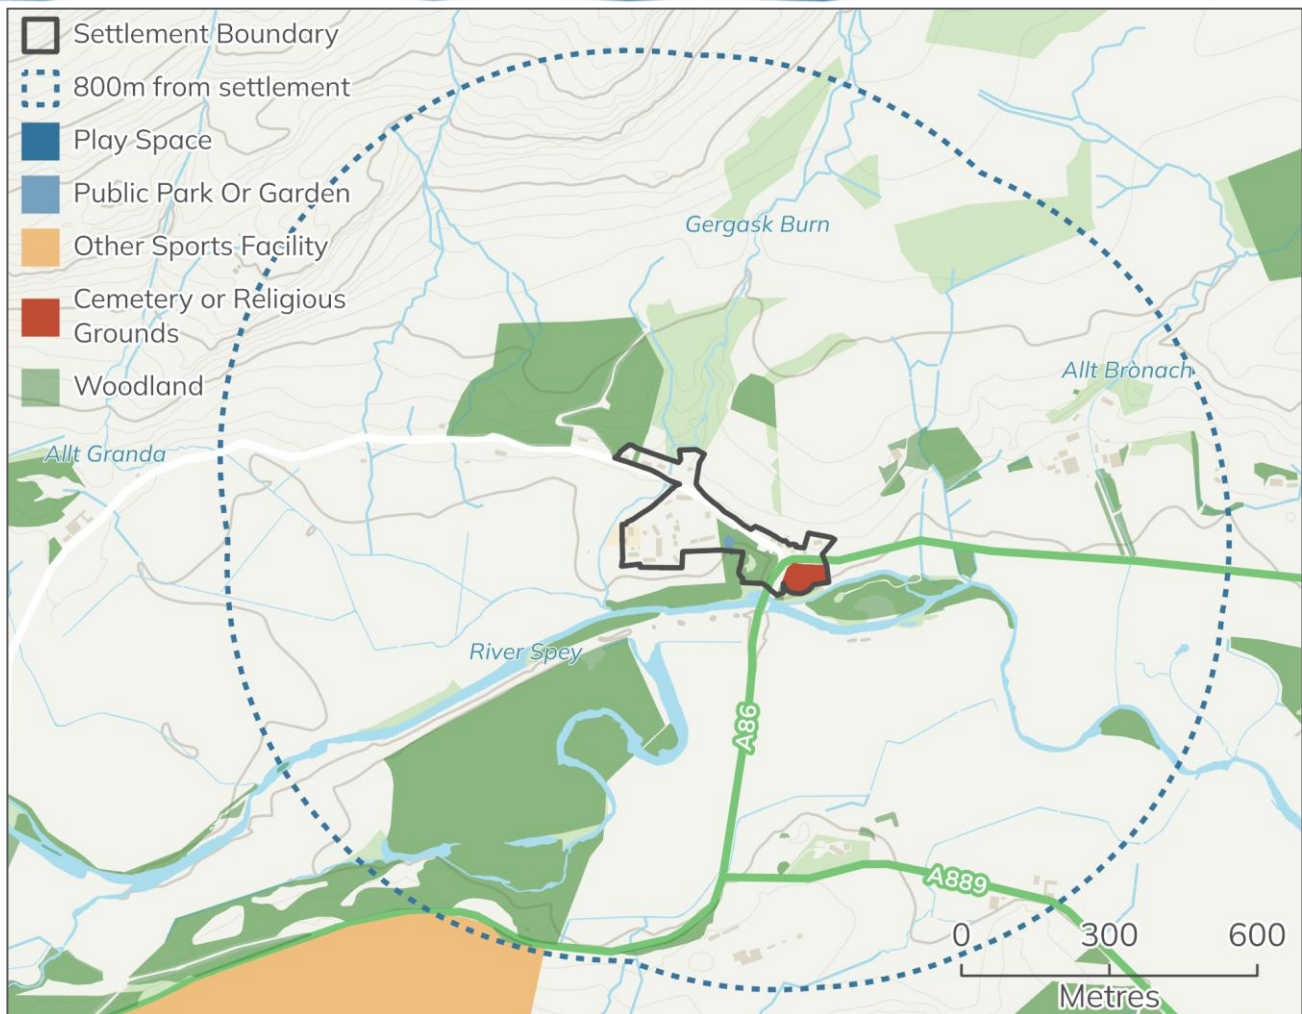 Settlement Boundary
800m from settlement
Play Space
Public Park Or Garden
Other Sports Facility
Cemetery or Religious
Grounds
Woodland
Gergask Burn
Allt Brònach
Allt Granda
River Spey
A86
A889
0 300 600
Metres